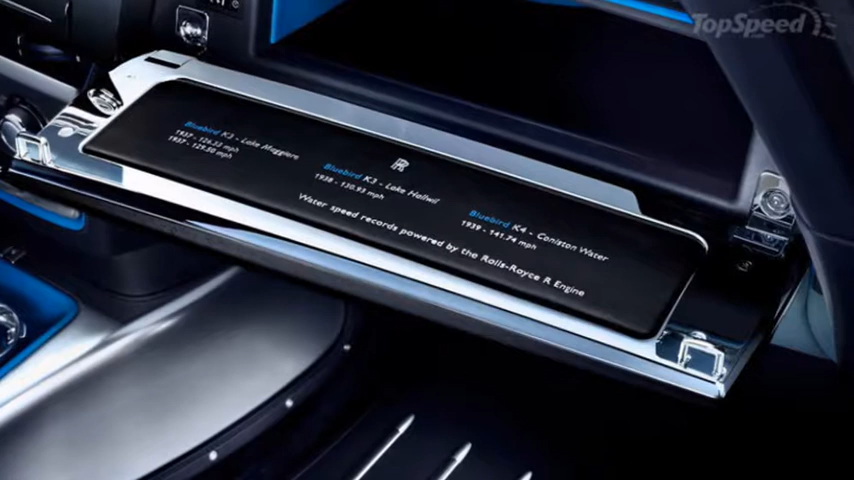 TopSpeed
Bluebird K3 - Lake Maggiore
1937 - 126.33 mph
1937 - 129.50 mph
Bluebird K3 - Lake Hallwil
1938 - 130.93 mph
Bluebird K4 - Coniston Water
1939 - 141.74 mph
Water speed records powered by the Rolls-Royce R Engine